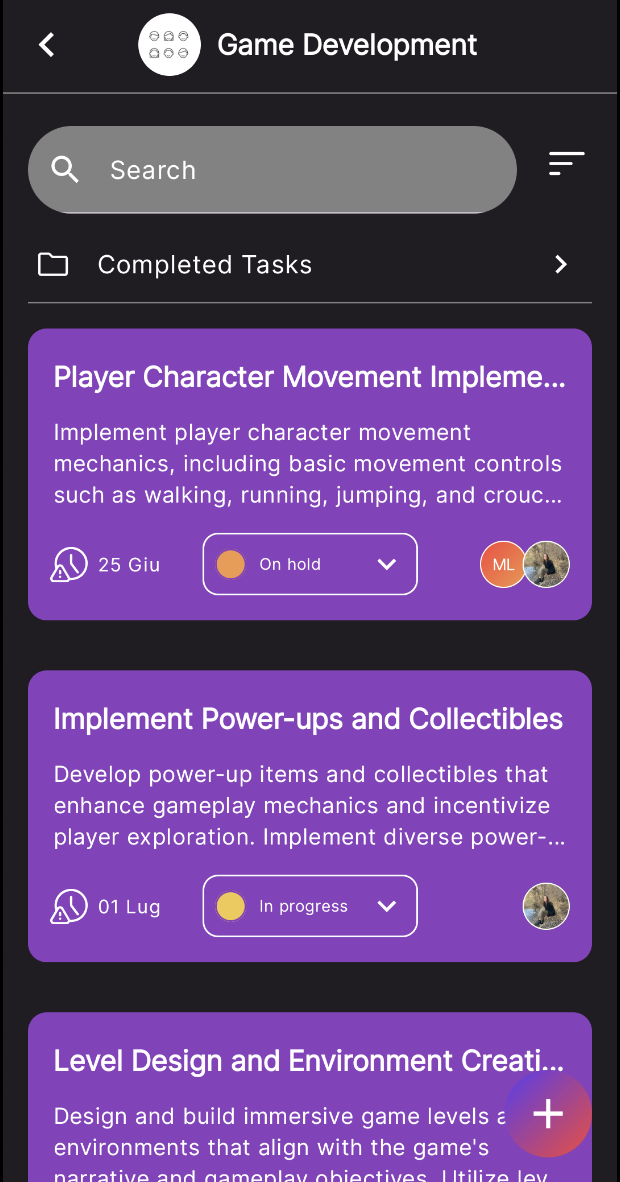 Game Development
Search
Completed Tasks
Player Character Movement Impleme...
Implement player character movement
mechanics, including basic movement controls
such as walking, running, jumping, and crouc...
25 Giu
On hold
ML
Implement Power-ups and Collectibles
Develop power-up items and collectibles that
enhance gameplay mechanics and incentivize
player exploration. Implement diverse power-...
01 Lug
In progress
Level Design and Environment Creati...
Design and build immersive game levels a
environments that align with the game's
narrative and gameplay objectives. Utilize lev